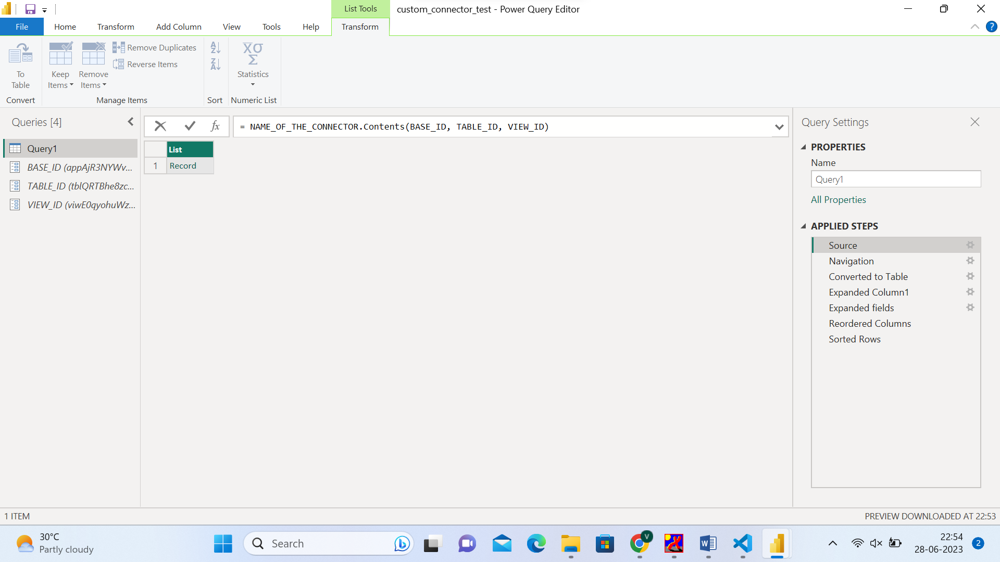 List Tools
custom_connector_test - Power Query Editor
File
Home
Transform
Add Column
View
Tools
Help
Transform
?
To
Table
Keep
Items
Remove
Items
Remove Duplicates
Reverse Items
Statistics
Convert
Manage Items
Sort
Numeric List
Queries [4]
fx
= NAME_OF_THE_CONNECTOR.Contents(BASE_ID, TABLE_ID, VIEW_ID)
Query1
BASE_ID (appAjR3NYWv...
TABLE_ID (tblQRTBhe8zc...
VIEW_ID (viwE0qyohuWz...
List
1
Record
Query Settings
PROPERTIES
Name
Query1
All Properties
APPLIED STEPS
Source
Navigation
Converted to Table
Expanded Column1
Expanded fields
Reordered Columns
Sorted Rows
1 ITEM
PREVIEW DOWNLOADED AT 22:53
30°C
Partly cloudy
Search
V
22:54
28-06-2023
2